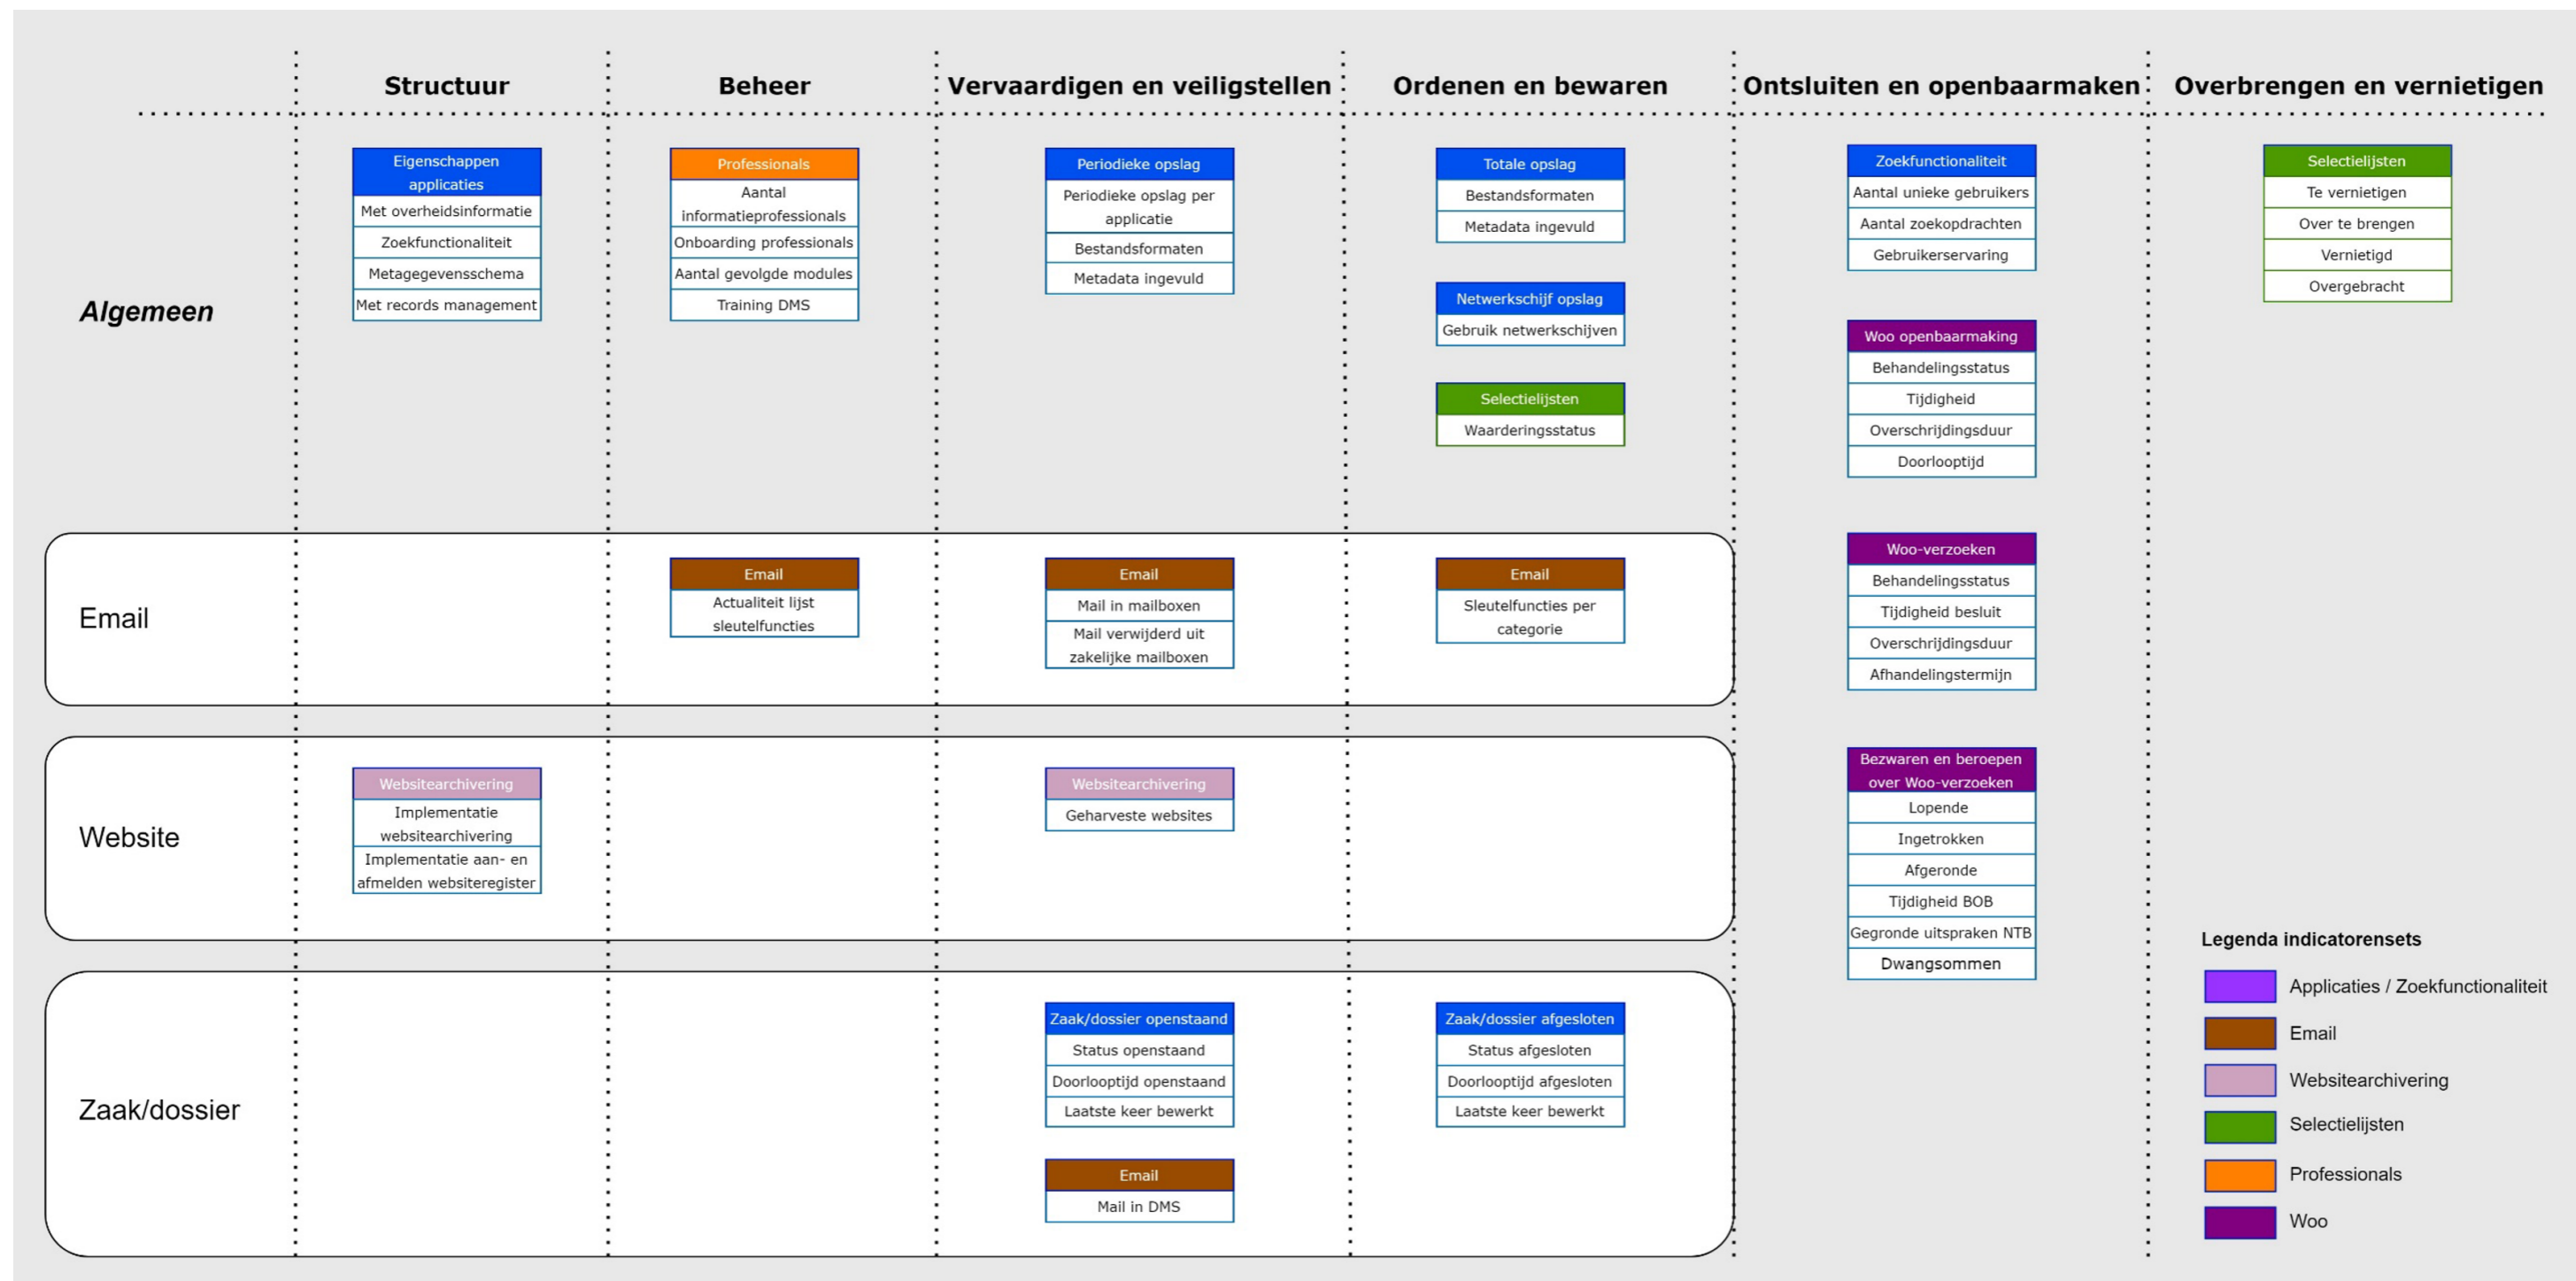 Structuur
Beheer
Vervaardigen en veiligstellen
Ordenen en bewaren
Ontsluiten en openbaarmaken
Overbrengen en vernietigen
Algemeen
Eigenschappen
applicaties
Met overheidsinformatie
Zoekfunctionaliteit
Metagegevensschema
Met records management
Professionals
Aantal
informatieprofessionals
Onboarding professionals
Aantal gevolgde modules
Training DMS
Periodieke opslag
Periodieke opslag per
applicatie
Bestandsformaten
Metadata ingevuld
Totale opslag
Bestandsformaten
Metadata ingevuld
Netwerkschijf opslag
Gebruik netwerkschijven
Selectielijsten
Waarderingsstatus
Zoekfunctionaliteit
Aantal unieke gebruikers
Aantal zoekopdrachten
Gebruikerservaring
Woo openbaarmaking
Behandelingsstatus
Tijdigheid
Overschrijdingsduur
Doorlooptijd
Selectielijsten
Te vernietigen
Over te brengen
Vernietigd
Overgebracht
Email
Email
Actualiteit lijst
sleutelfuncties
Email
Mail in mailboxen
Mail verwijderd uit
zakelijke mailboxen
Email
Sleutelfuncties per
categorie
Woo-verzoeken
Behandelingsstatus
Tijdigheid besluit
Overschrijdingsduur
Afhandelingstermijn
Website
Websitearchivering
Implementatie
websitearchivering
Implementatie aan- en
afmelden websiteregister
Websitearchivering
Geharveste websites
Bezwaren en beroepen
over Woo-verzoeken
Lopende
Ingetrokken
Afgeronde
Tijdigheid BOB
Gegronde uitspraken NTB
Dwangsommen
Zaak/dossier
Zaak/dossier openstaand
Status openstaand
Doorlooptijd openstaand
Laatste keer bewerkt
Email
Mail in DMS
Zaak/dossier afgesloten
Status afgesloten
Doorlooptijd afgesloten
Laatste keer bewerkt
Legenda indicatorensets
Applicaties / Zoekfunctionaliteit
Email
Websitearchivering
Selectielijsten
Professionals
Woo